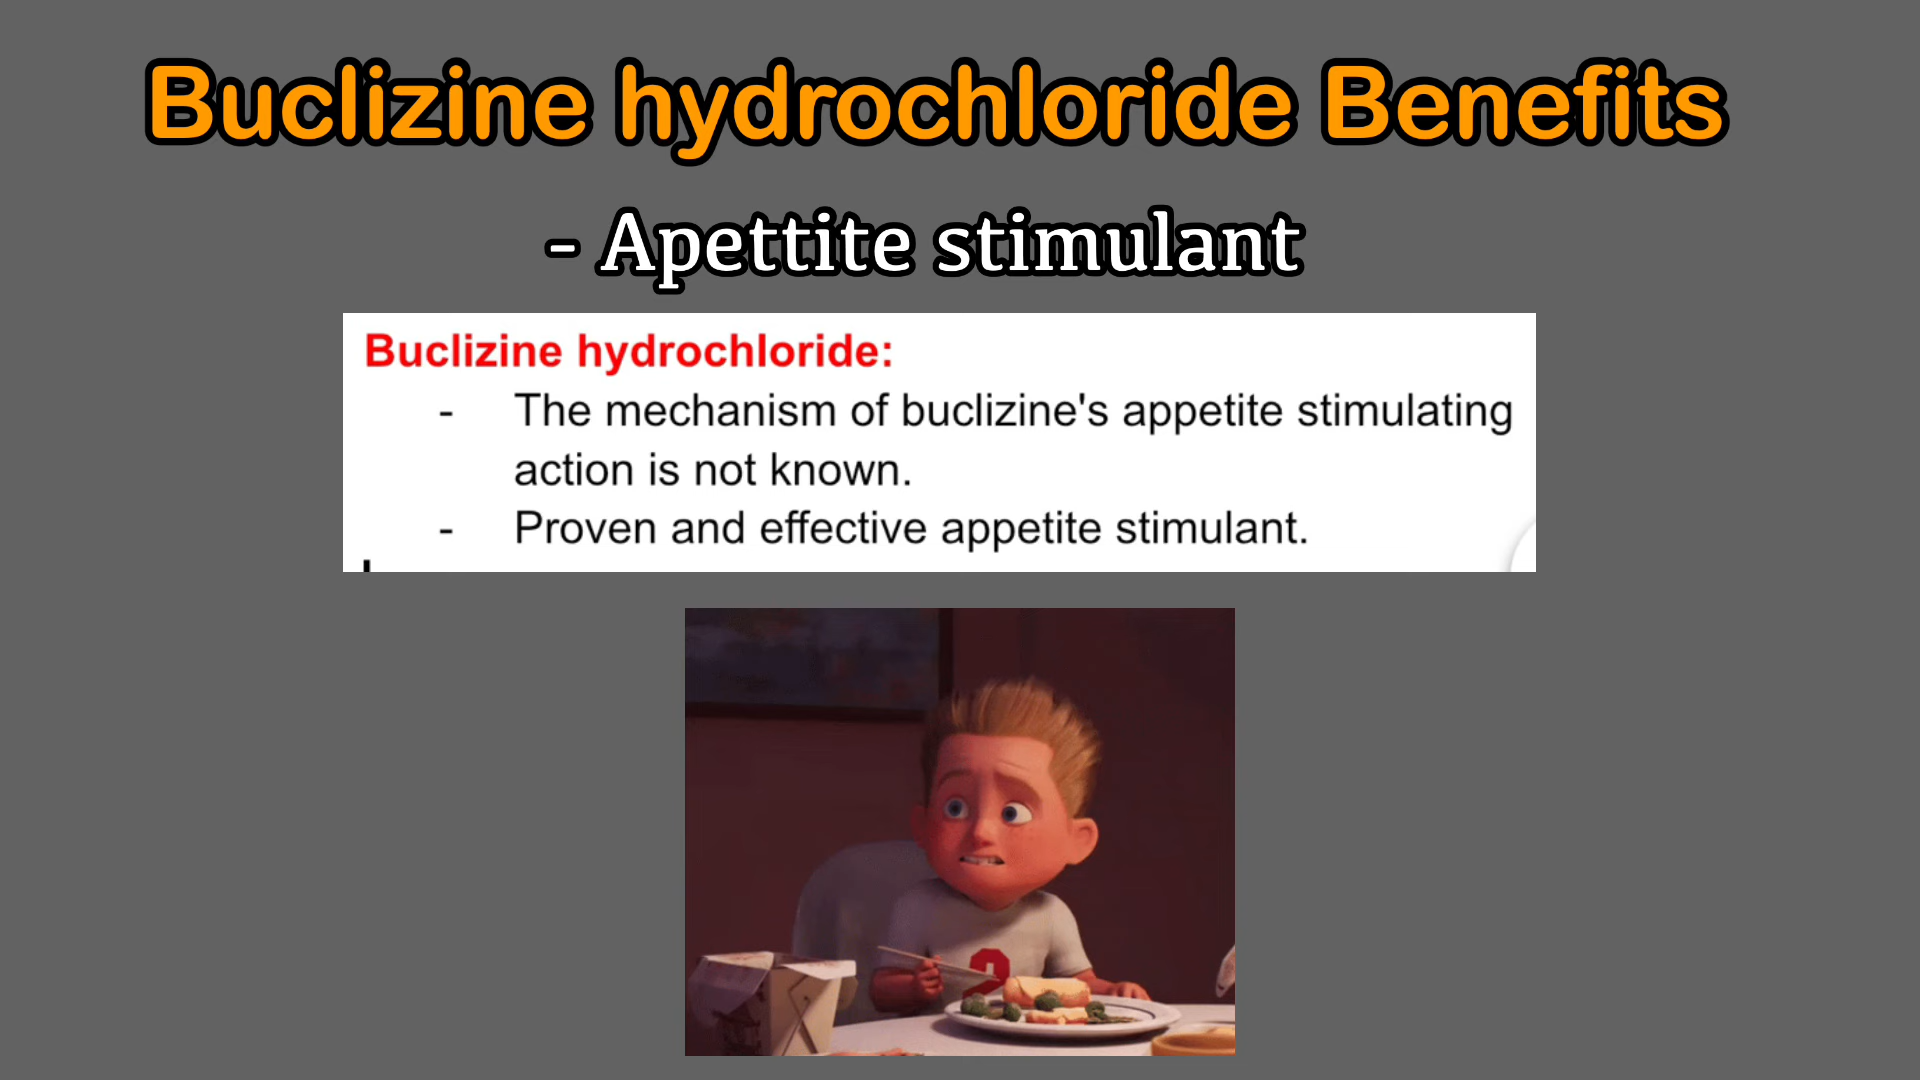 Buclizine hydrochloride Benefits
- Apettite stimulant
Buclizine hydrochloride:
- The mechanism of buclizine's appetite stimulating
action is not known.
- Proven and effective appetite stimulant.
2